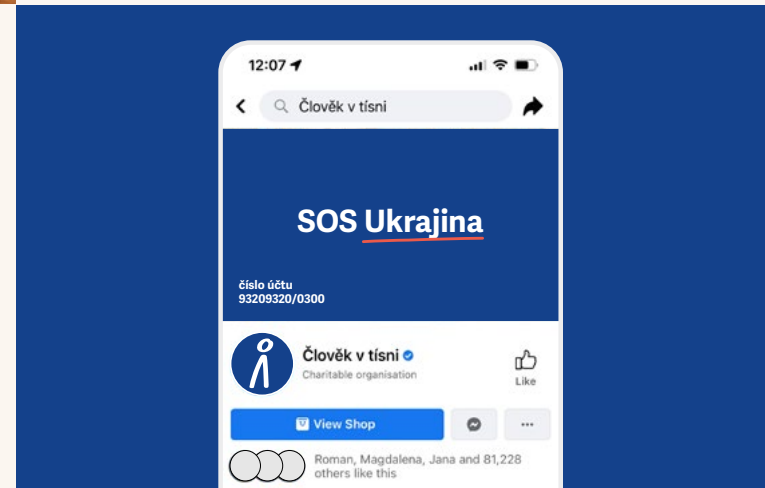 12:07
Člověk v tísni
SOS Ukrajina
číslo účtu
93209320/0300
Člověk v tísni
Charitable organisation
Like
View Shop
Roman, Magdalena, Jana and 81,228
others like this